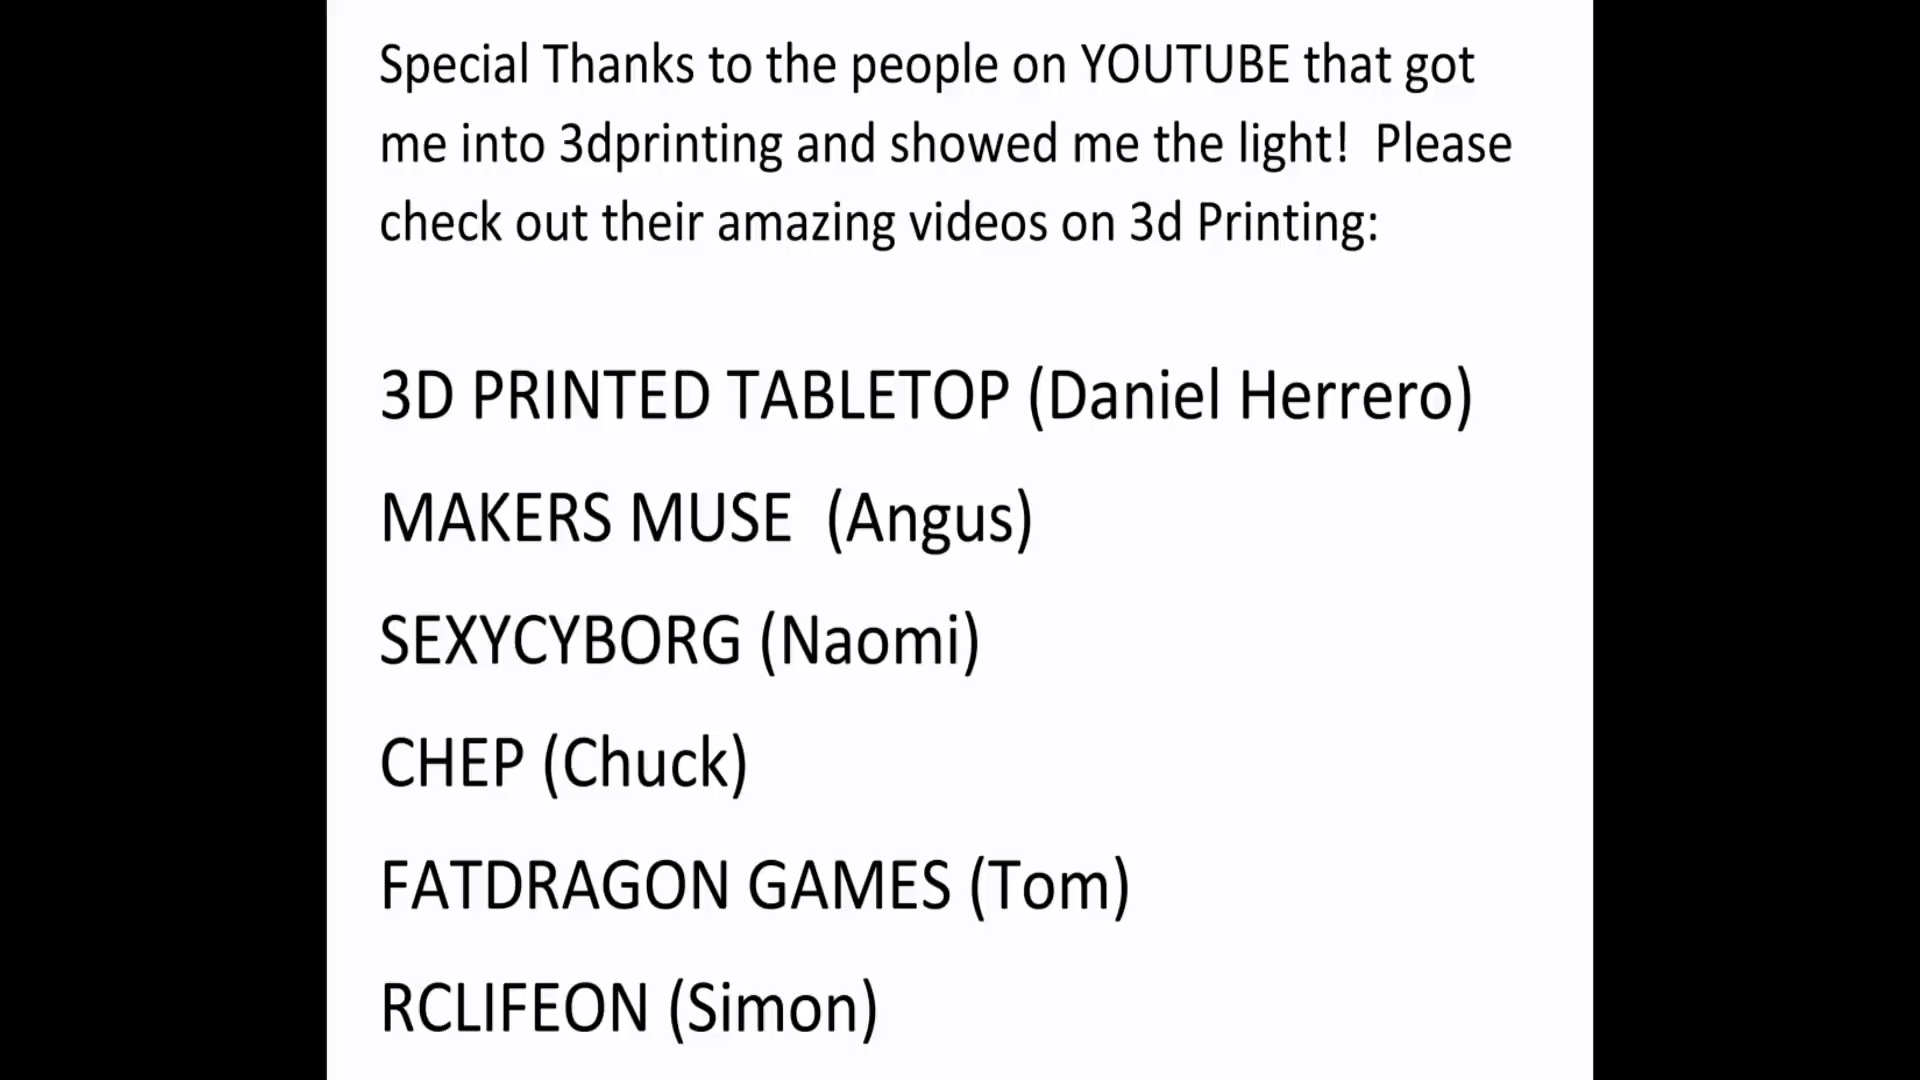 Special Thanks to the people on YOUTUBE that got
me into 3dprinting and showed me the light!  Please
check out their amazing videos on 3d Printing:
3D PRINTED TABLETOP (Daniel Herrero)
MAKERS MUSE  (Angus)
SEXYCYBORG (Naomi)
CHEP (Chuck)
FATDRAGON GAMES (Tom)
RCLIFEON (Simon)